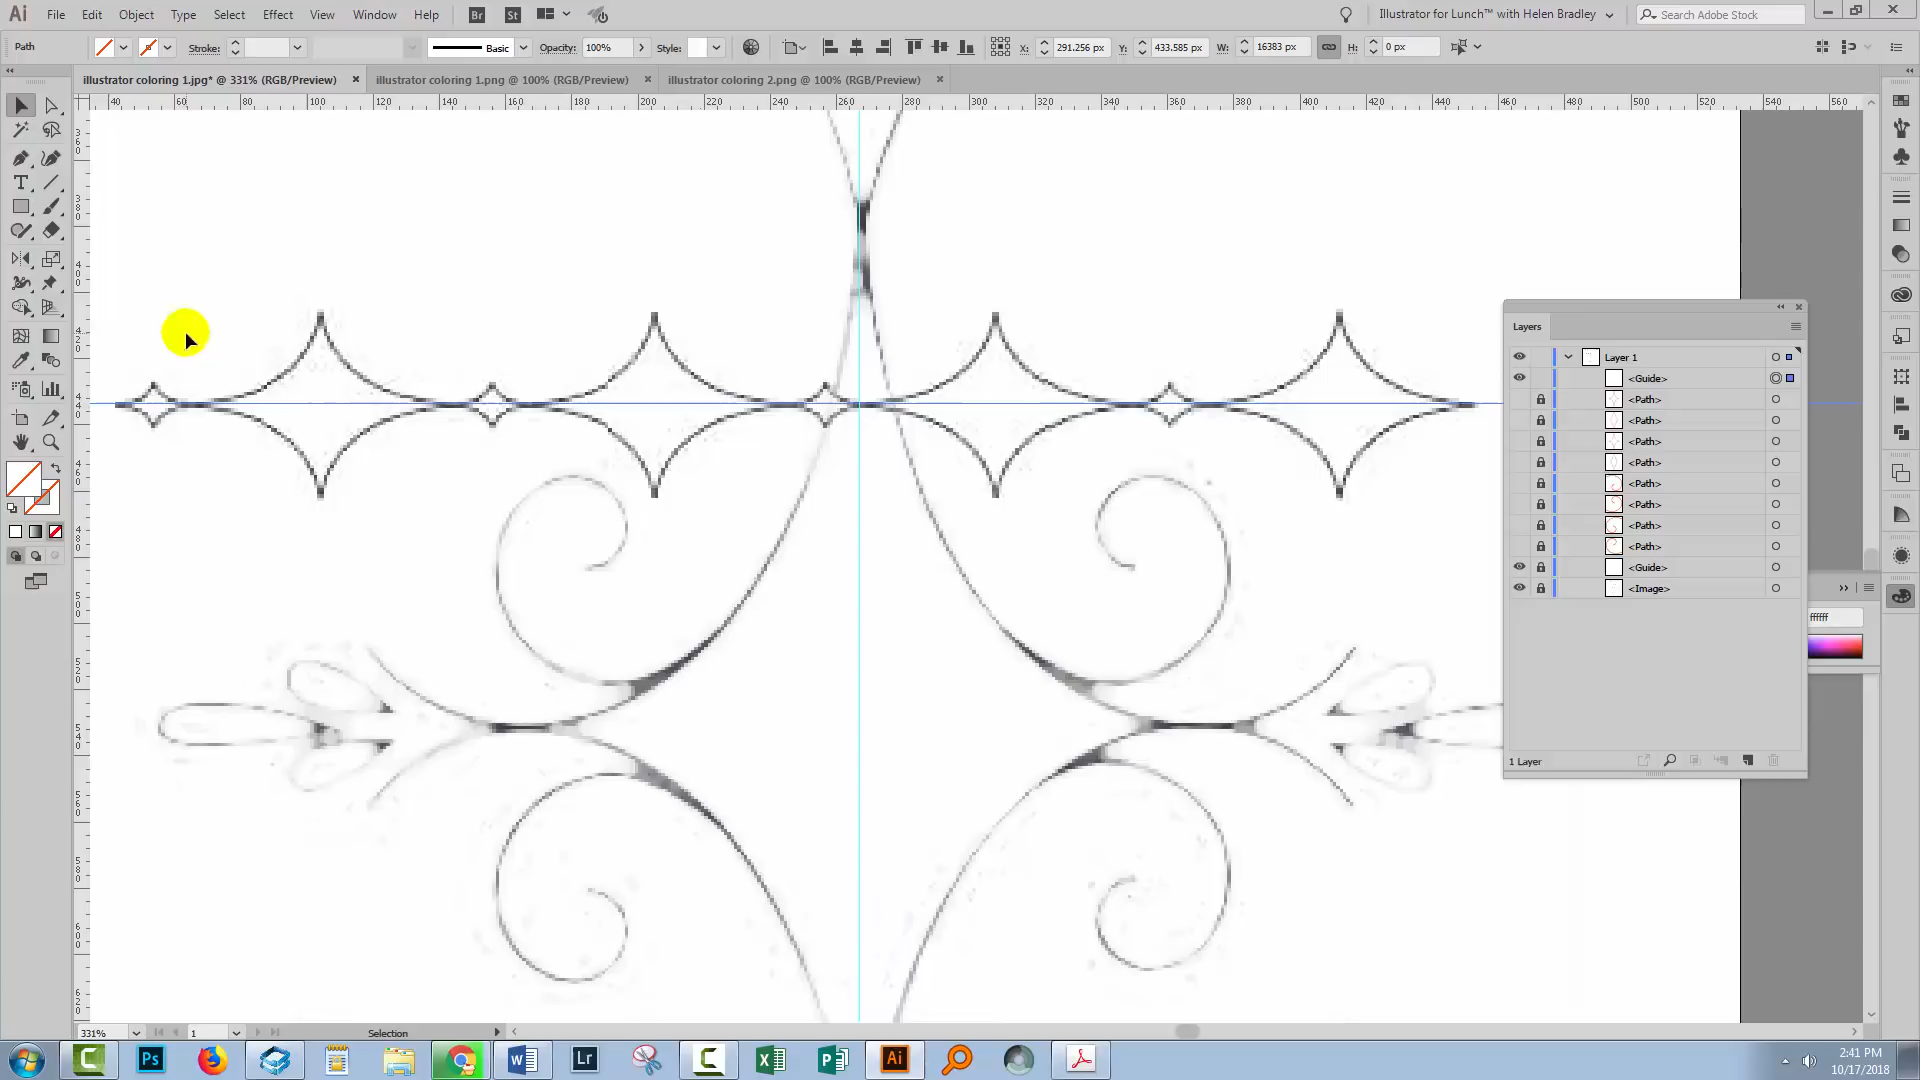 Ai File Edit Object Type Select Effect View Window Help Br St Illustrator for Lunch™ with Helen Bradley Search Adobe Stock
Path Stroke: Basic Opacity: 100% Style: X: 291.256 px Y: 433.585 px W: 16383 px H: 0 px
illustrator coloring 1.jpg* @ 331% (RGB/Preview) illustrator coloring 1.png @ 100% (RGB/Preview) illustrator coloring 2.png @ 100% (RGB/Preview)
40 60 80 100 120 140 160 180 200 220 240 260 280 300 320 340 360 380 400 420 440 460 480 500 520 540 560
Layers
Layer 1
<Guide>
<Path>
<Path>
<Path>
<Path>
<Path>
<Path>
<Path>
<Path>
<Guide>
<Image>
ffffff
1 Layer
331% 1 Selection
Ps W Lr C X P Ai
2:41 PM
10/17/2018